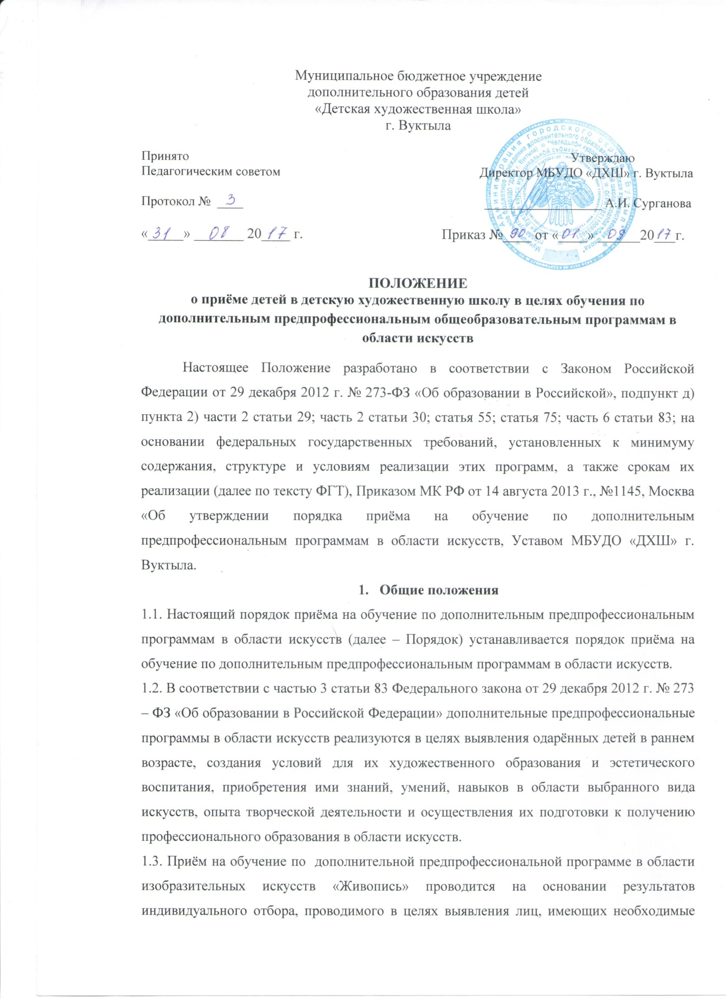 Муниципальное бюджетное учреждение
дополнительного образования детей
«Детская художественная школа»
г. Вуктыла
Принято
Педагогическим советом
Протокол № 3
«31» 08 2017 г.
Утверждаю
Директор МБУДО «ДХШ» г. Вуктыла
А.И. Сурганова
Приказ № 90 от «01» 09 2017г.
ПОЛОЖЕНИЕ
о приёме детей в детскую художественную школу в целях обучения по
дополнительным предпрофессиональным общеобразовательным программам в
области искусств
Настоящее Положение разработано в соответствии с Законом Российской
Федерации от 29 декабря 2012 г. № 273-ФЗ «Об образовании в Российской», подпункт д)
пункта 2) части 2 статьи 29; часть 2 статьи 30; статья 55; статья 75; часть 6 статьи 83; на
основании федеральных государственных требований, установленных к минимуму
содержания, структуре и условиям реализации этих программ, а также срокам их
реализации (далее по тексту ФГТ), Приказом МК РФ от 14 августа 2013 г., №1145, Москва
«Об утверждении порядка приёма на обучение по дополнительным
предпрофессиональным программам в области искусств, Уставом МБУДО «ДХШ» г.
Вуктыла.
1. Общие положения
1.1. Настоящий порядок приёма на обучение по дополнительным предпрофессиональным
программам в области искусств (далее – Порядок) устанавливается порядок приёма на
обучение по дополнительным предпрофессиональным программам в области искусств.
1.2. В соответствии с частью 3 статьи 83 Федерального закона от 29 декабря 2012 г. № 273
– ФЗ «Об образовании в Российской Федерации» дополнительные предпрофессиональные
программы в области искусств реализуются в целях выявления одарённых детей в раннем
возрасте, создания условий для их художественного образования и эстетического
воспитания, приобретения ими знаний, умений, навыков в области выбранного вида
искусств, опыта творческой деятельности и осуществления их подготовки к получению
профессионального образования в области искусств.
1.3. Приём на обучение по дополнительной предпрофессиональной программе в области
изобразительных искусств «Живопись» проводится на основании результатов
индивидуального отбора, проводимого в целях выявления лиц, имеющих необходимые